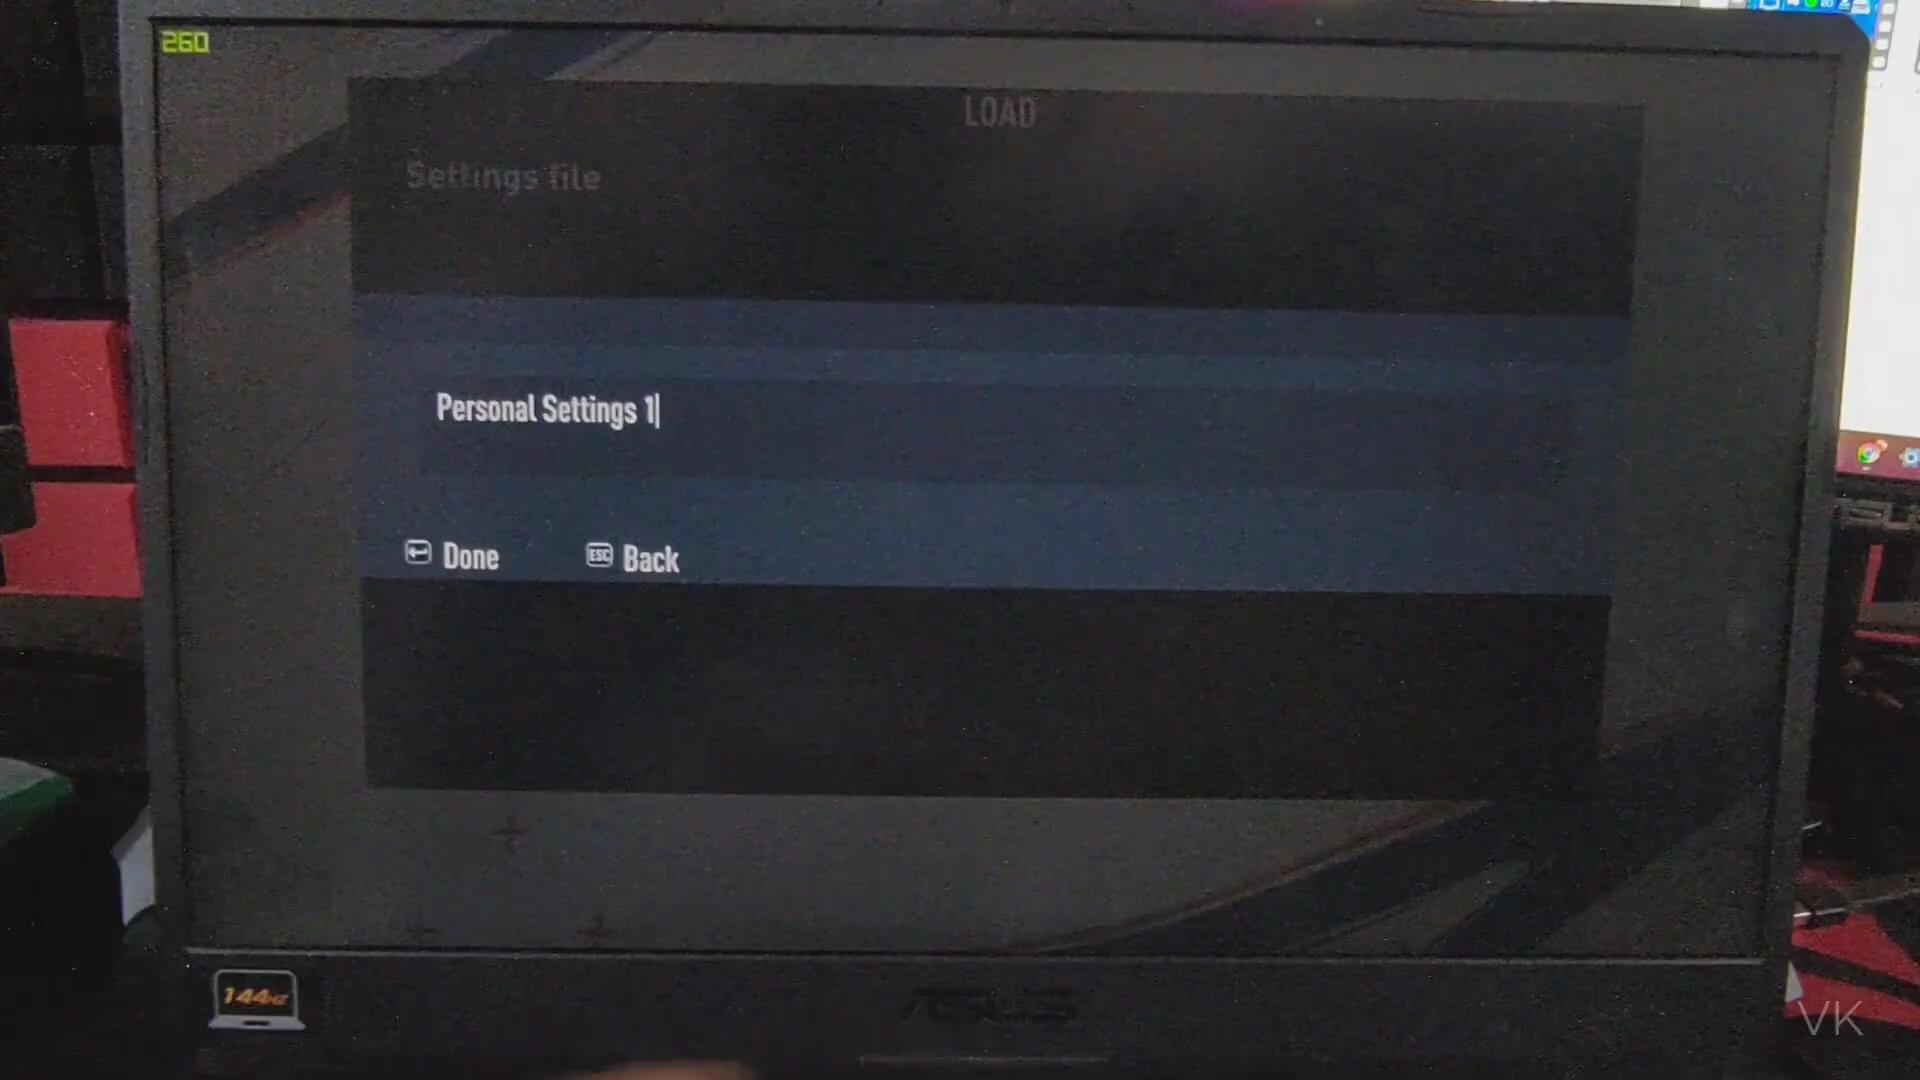 260
LOAD
Settings file
Personal Settings 1
Done
ESC Back
144Hz
ASUS
VK